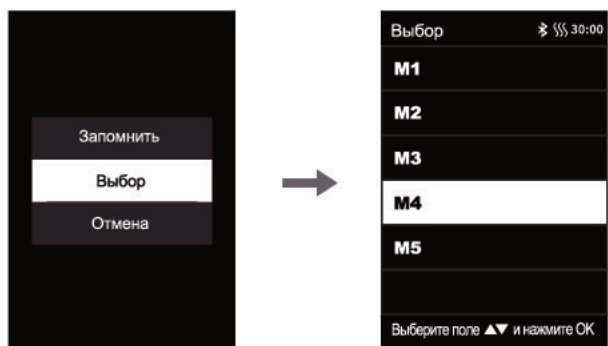 Запомнить
Выбор
Отмена
Выбор 30:00
M1
M2
M3
M4
M5
Выберите поле ▲▼ и нажмите OK